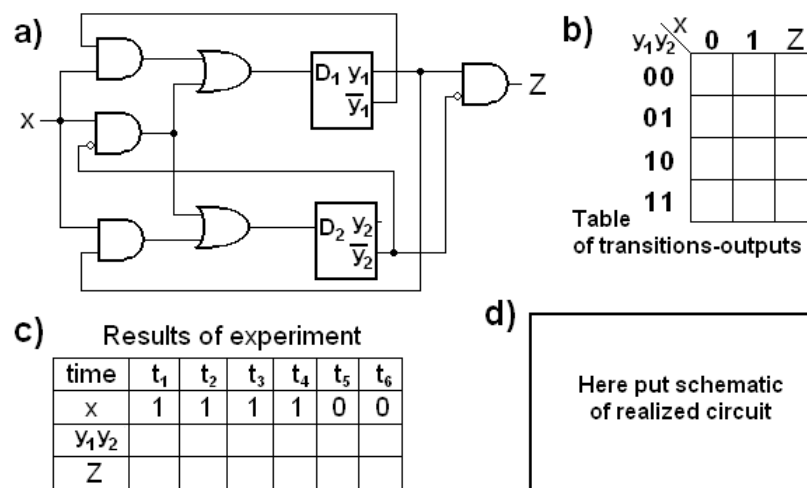 a)
D₁ y₁
y̅₁
X
Z
D₂ y₂
y̅₂
b)
X
y₁y₂ 0 1 Z
00
01
10
11
Table
of transitions-outputs
c)
Results of experiment
time t₁ t₂ t₃ t₄ t₅ t₆
x 1 1 1 1 0 0
y₁y₂
Z
d)
Here put schematic
of realized circuit